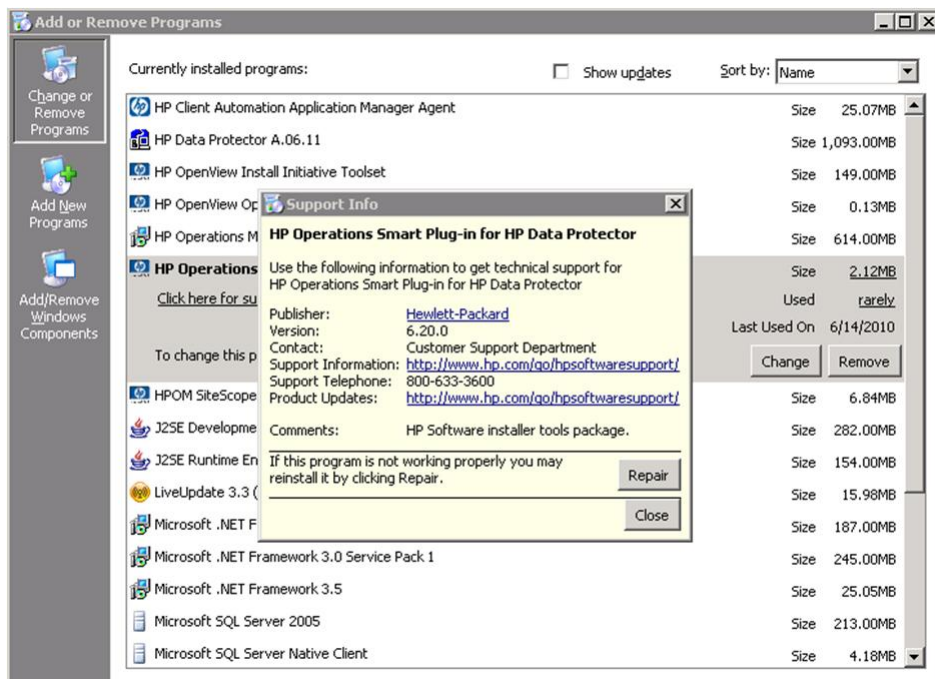 Add or Remove Programs
Change or
Remove
Programs
Add New
Programs
Add/Remove
Windows
Components
Currently installed programs:
Show updates
Sort by: Name
HP Client Automation Application Manager Agent Size 25.07MB
HP Data Protector A.06.11 Size 1,093.00MB
HP OpenView Install Initiative Toolset Size 149.00MB
HP OpenView Op Size 0.13MB
HP Operations M Size 614.00MB
HP Operations Size 2.12MB
Click here for su Used rarely
Last Used On 6/14/2010
To change this p Change Remove
HPOM SiteScope Size 6.84MB
J2SE Developme Size 282.00MB
J2SE Runtime En Size 154.00MB
LiveUpdate 3.3 ( Size 15.98MB
Microsoft .NET F Size 187.00MB
Microsoft .NET Framework 3.0 Service Pack 1 Size 245.00MB
Microsoft .NET Framework 3.5 Size 25.05MB
Microsoft SQL Server 2005 Size 213.00MB
Microsoft SQL Server Native Client Size 4.18MB
Support Info
HP Operations Smart Plug-in for HP Data Protector
Use the following information to get technical support for
HP Operations Smart Plug-in for HP Data Protector
Publisher: Hewlett-Packard
Version: 6.20.0
Contact: Customer Support Department
Support Information: http://www.hp.com/go/hpsoftwaresupport/
Support Telephone: 800-633-3600
Product Updates: http://www.hp.com/go/hpsoftwaresupport/
Comments: HP Software installer tools package.
If this program is not working properly you may
reinstall it by clicking Repair.
Repair
Close